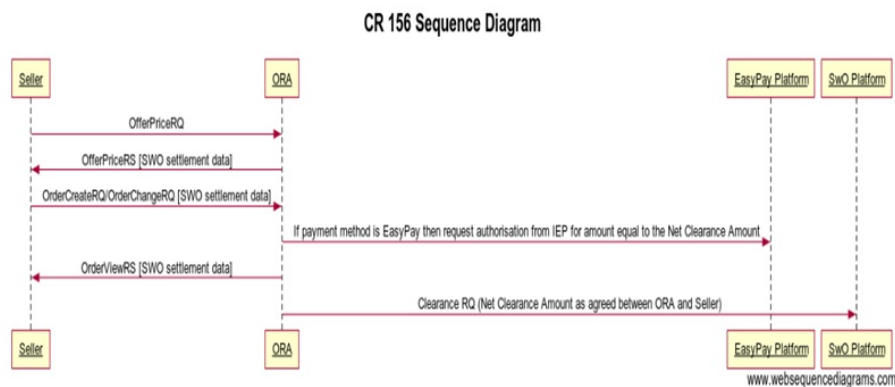 CR 156 Sequence Diagram
Seller
ORA
EasyPay Platform
SwO Platform
OfferPriceRQ
OfferPriceRS [SWO settlement data]
OrderCreateRQ/OrderChangeRQ [SWO settlement data]
If payment method is EasyPay then request authorisation from IEP for amount equal to the Net Clearance Amount
OrderViewRS [SWO settlement data]
Clearance RQ (Net Clearance Amount as agreed between ORA and Seller)
Seller
ORA
EasyPay Platform
SwO Platform
www.websequencediagrams.com